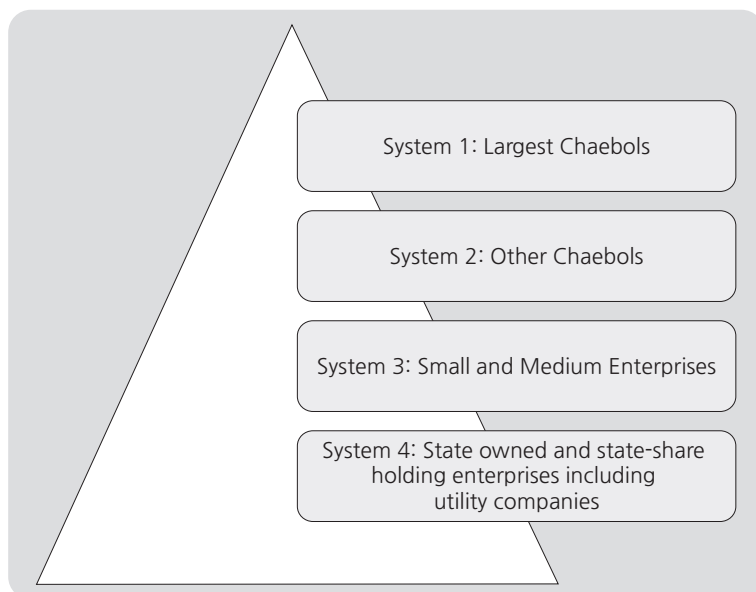 System 1: Largest Chaebols
System 2: Other Chaebols
System 3: Small and Medium Enterprises
System 4: State owned and state-share
holding enterprises including
utility companies